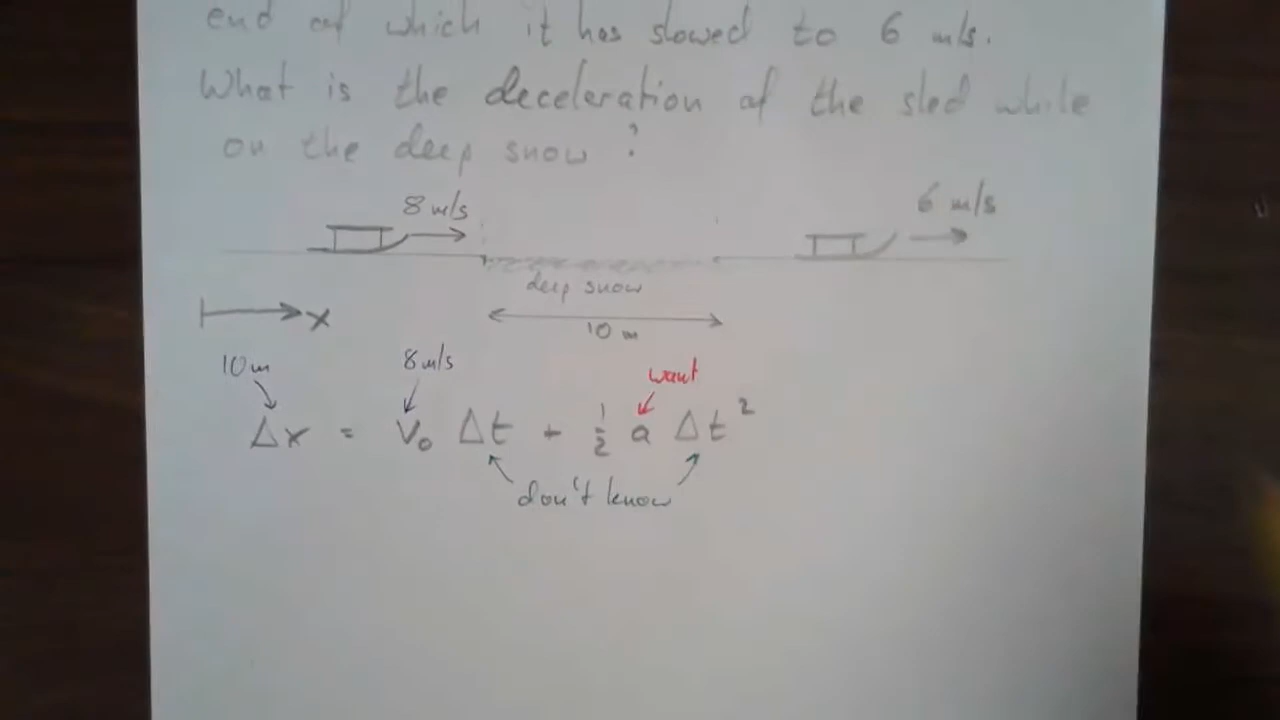 end of which it has slowed to 6 m/s.
What is the deceleration of the sled while
on the deep snow?
8 m/s
6 m/s
deep snow
x
10 m
10m
8 m/s
want
Δx = V₀ Δt + ½ a Δt²
don't know